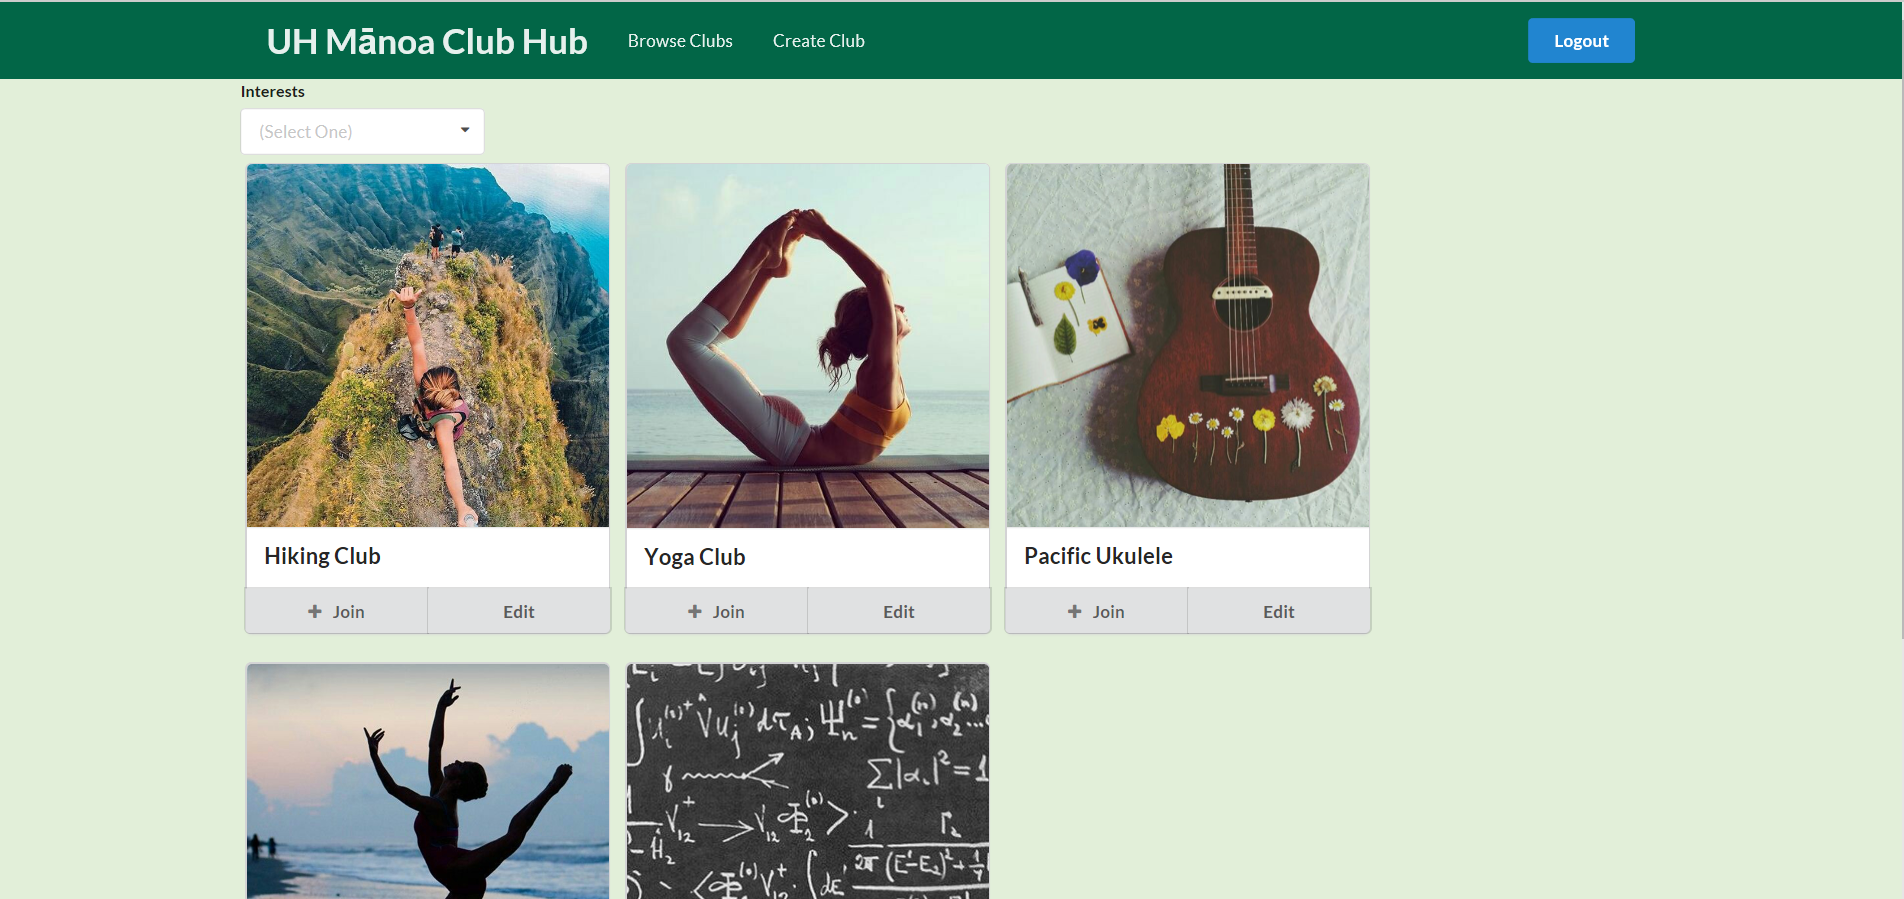 UH Mānoa Club Hub
Browse Clubs
Create Club
Logout
Interests
(Select One)
Hiking Club
Yoga Club
Pacific Ukulele
Join
Edit
Join
Edit
Join
Edit